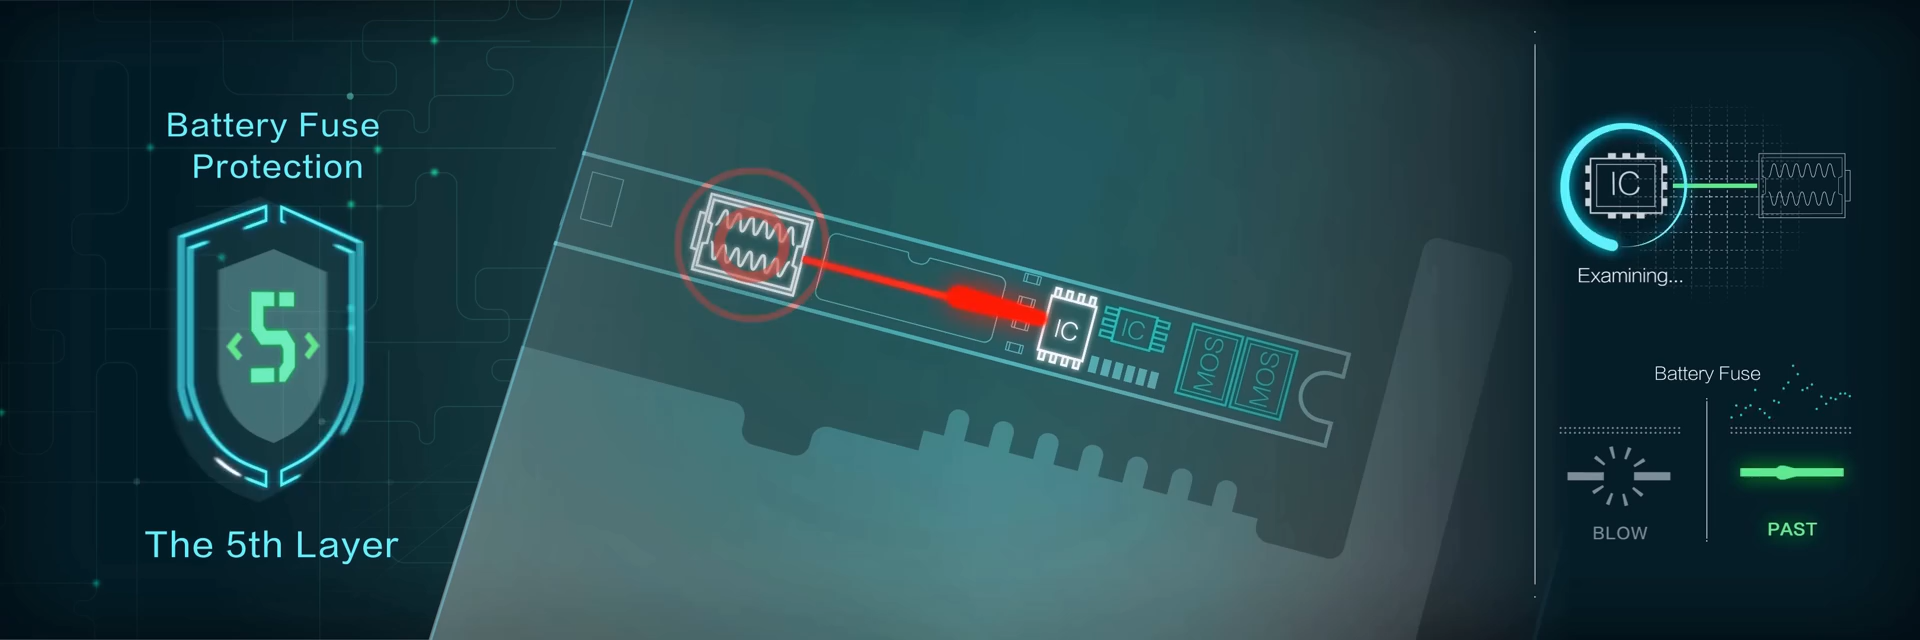 Battery Fuse
Protection
<5>
The 5th Layer
IC
IC
MOS
MOS
IC
Examining...
Battery Fuse
BLOW
PAST